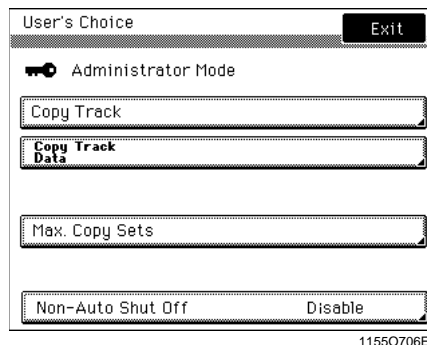 User's Choice
Exit
Administrator Mode
Copy Track
Copy Track
Data
Max. Copy Sets
Non-Auto Shut Off Disable
1155O706E